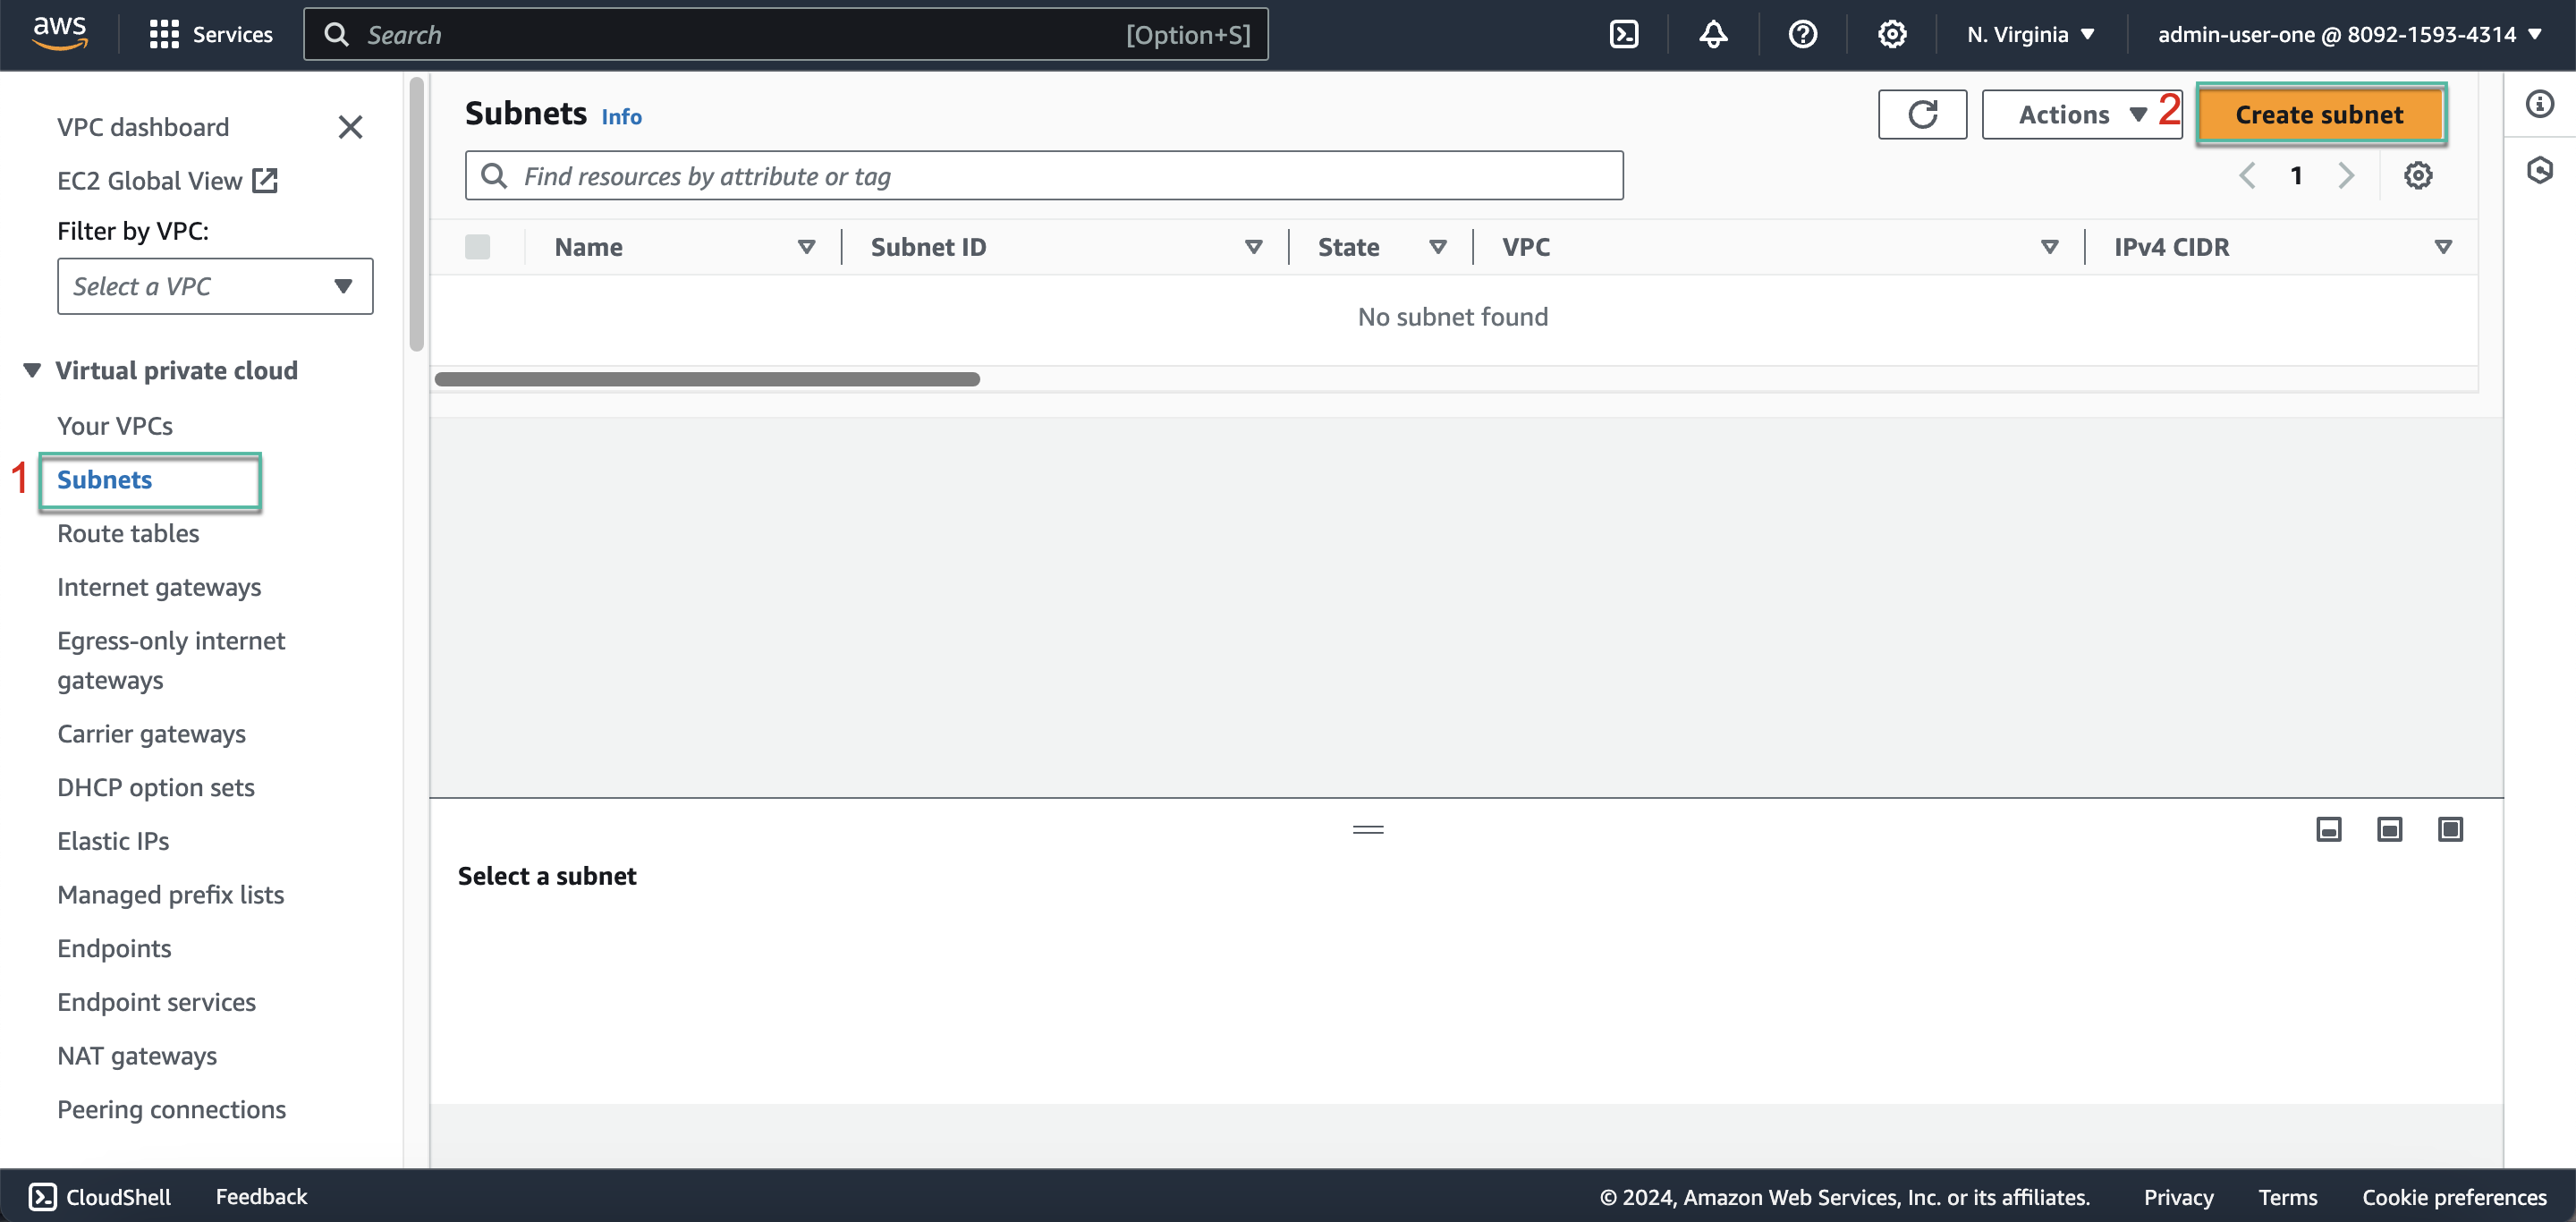 aws
Services
Search
[Option+S]
N. Virginia
admin-user-one @ 8092-1593-4314
VPC dashboard
EC2 Global View
Filter by VPC:
Select a VPC
Virtual private cloud
Your VPCs
1
Subnets
Route tables
Internet gateways
Egress-only internet
gateways
Carrier gateways
DHCP option sets
Elastic IPs
Managed prefix lists
Endpoints
Endpoint services
NAT gateways
Peering connections
Subnets Info
Actions
2
Create subnet
Find resources by attribute or tag
1
Name
Subnet ID
State
VPC
IPv4 CIDR
No subnet found
Select a subnet
CloudShell
Feedback
© 2024, Amazon Web Services, Inc. or its affiliates.
Privacy
Terms
Cookie preferences